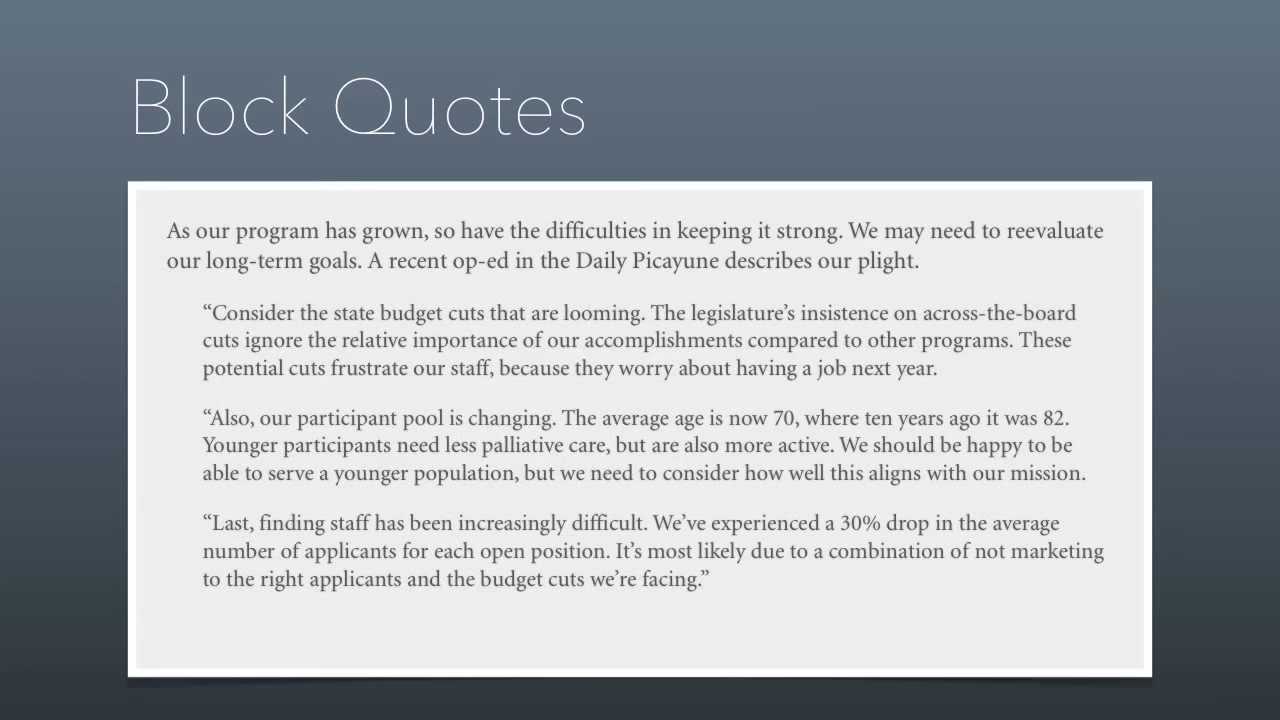 Block Quotes
As our program has grown, so have the difficulties in keeping it strong. We may need to reevaluate
our long-term goals. A recent op-ed in the Daily Picayune describes our plight.
“Consider the state budget cuts that are looming. The legislature’s insistence on across-the-board
cuts ignore the relative importance of our accomplishments compared to other programs. These
potential cuts frustrate our staff, because they worry about having a job next year.
“Also, our participant pool is changing. The average age is now 70, where ten years ago it was 82.
Younger participants need less palliative care, but are also more active. We should be happy to be
able to serve a younger population, but we need to consider how well this aligns with our mission.
“Last, finding staff has been increasingly difficult. We’ve experienced a 30% drop in the average
number of applicants for each open position. It’s most likely due to a combination of not marketing
to the right applicants and the budget cuts we’re facing.”